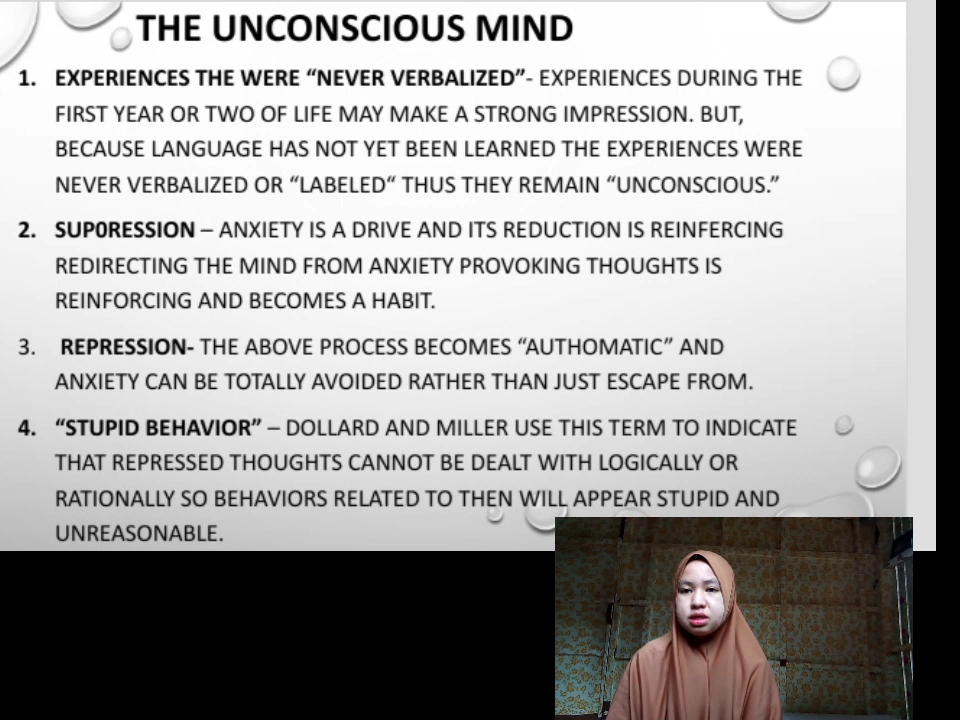 THE UNCONSCIOUS MIND
1. EXPERIENCES THE WERE “NEVER VERBALIZED”- EXPERIENCES DURING THE
FIRST YEAR OR TWO OF LIFE MAY MAKE A STRONG IMPRESSION. BUT,
BECAUSE LANGUAGE HAS NOT YET BEEN LEARNED THE EXPERIENCES WERE
NEVER VERBALIZED OR “LABELED“ THUS THEY REMAIN “UNCONSCIOUS.”
2. SUP0RESSION – ANXIETY IS A DRIVE AND ITS REDUCTION IS REINFERCING
REDIRECTING THE MIND FROM ANXIETY PROVOKING THOUGHTS IS
REINFORCING AND BECOMES A HABIT.
3. REPRESSION- THE ABOVE PROCESS BECOMES “AUTHOMATIC” AND
ANXIETY CAN BE TOTALLY AVOIDED RATHER THAN JUST ESCAPE FROM.
4. “STUPID BEHAVIOR” – DOLLARD AND MILLER USE THIS TERM TO INDICATE
THAT REPRESSED THOUGHTS CANNOT BE DEALT WITH LOGICALLY OR
RATIONALLY SO BEHAVIORS RELATED TO THEN WILL APPEAR STUPID AND
UNREASONABLE.